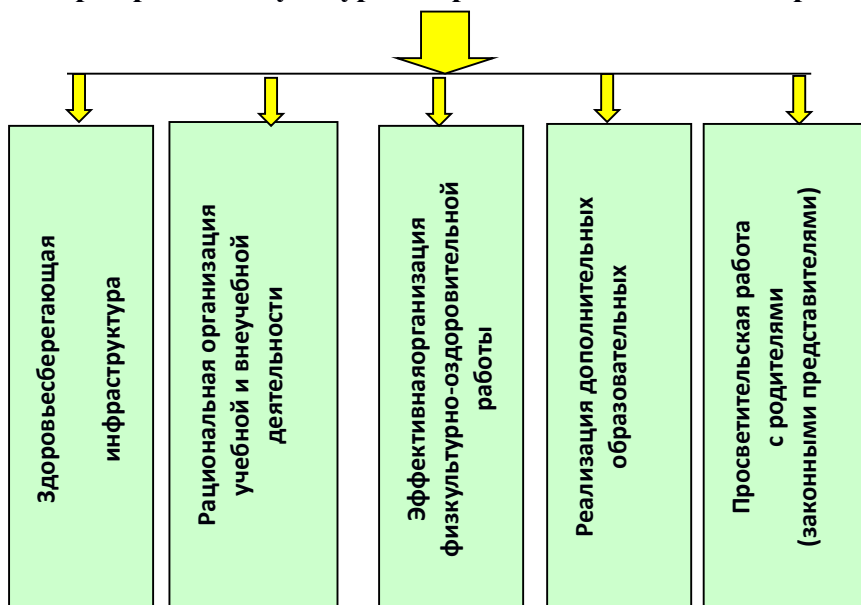 Здоровьесберегающая
инфраструктура
Рациональная организация
учебной и внеучебной
деятельности
Эффективнаяорганизация
физкультурно-оздоровительной
работы
Реализация дополнительных
образовательных
Просветительская работа
с родителями
(законными представителями)